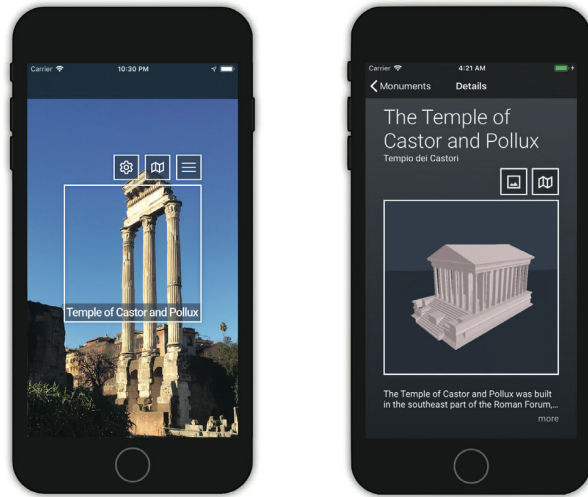 Carrier
10:30 PM
Temple of Castor and Pollux
Carrier
4:21 AM
Monuments
Details
The Temple of
Castor and Pollux
Tempio dei Castori
The Temple of Castor and Pollux was built
in the southeast part of the Roman Forum,...
more